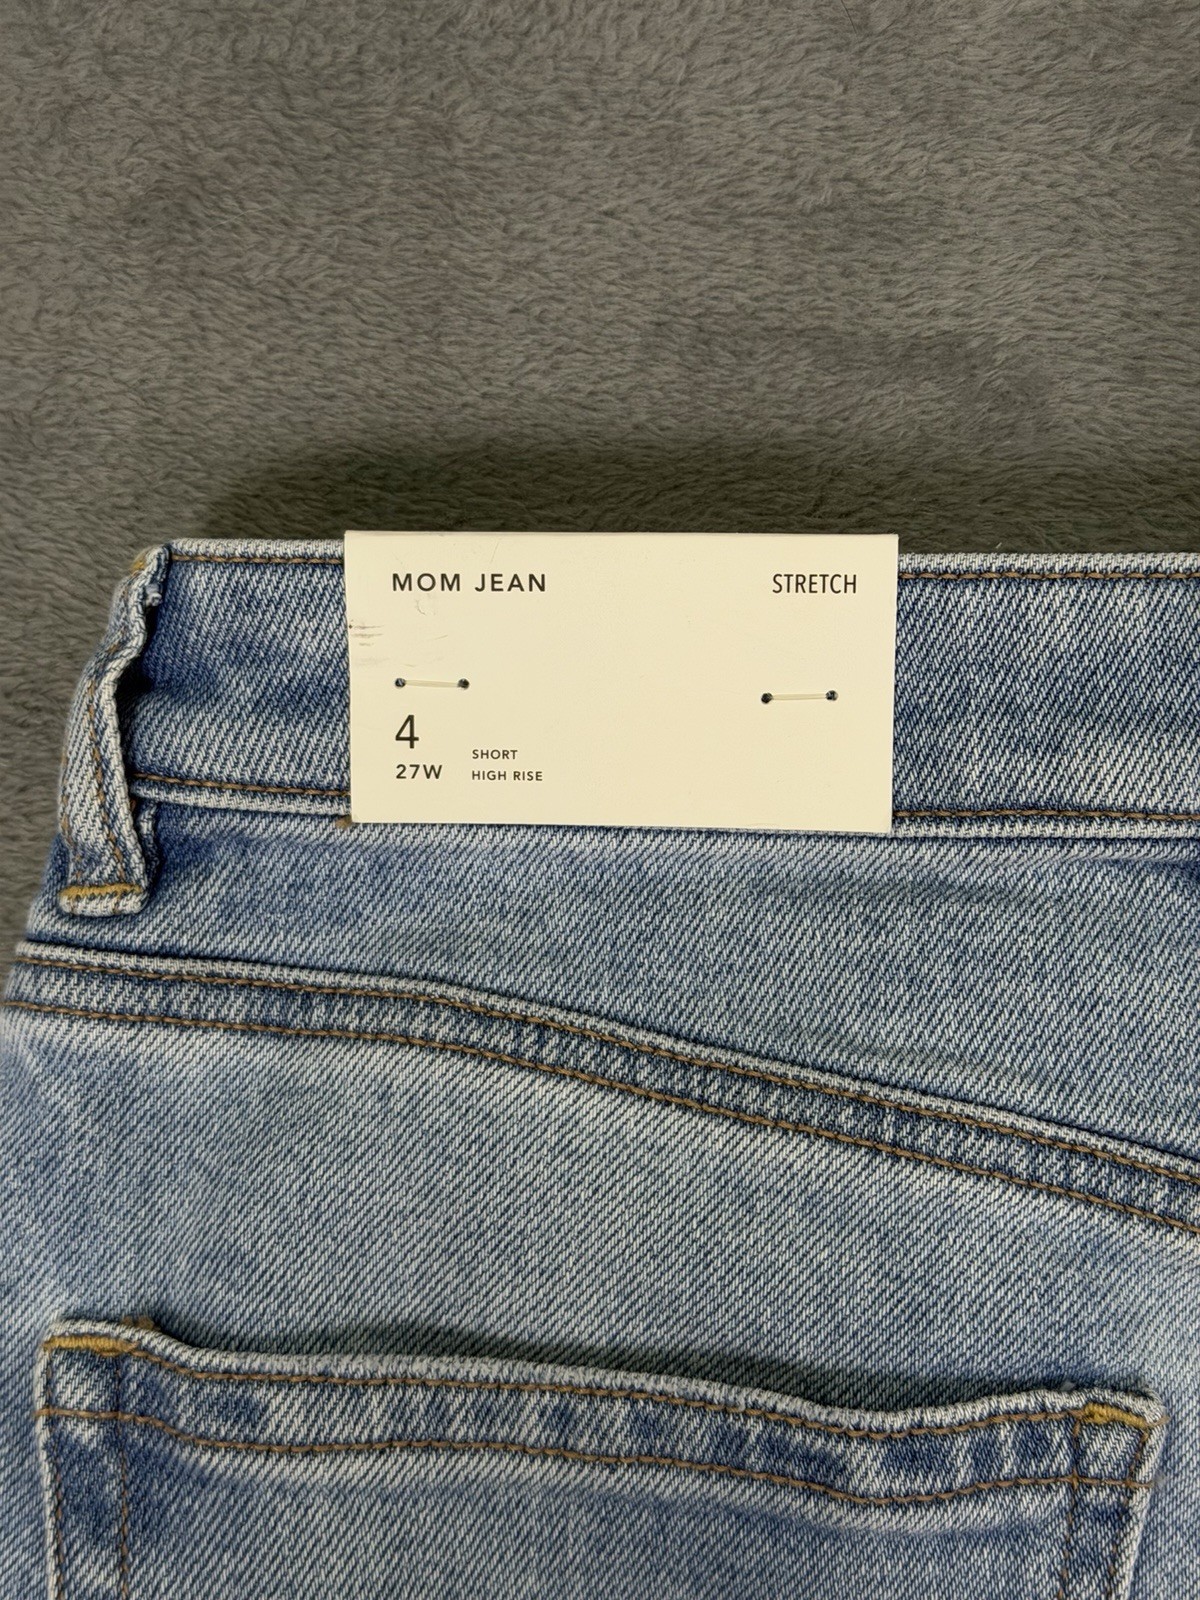 MOM JEAN STRETCH
4
SHORT
27W HIGH RISE